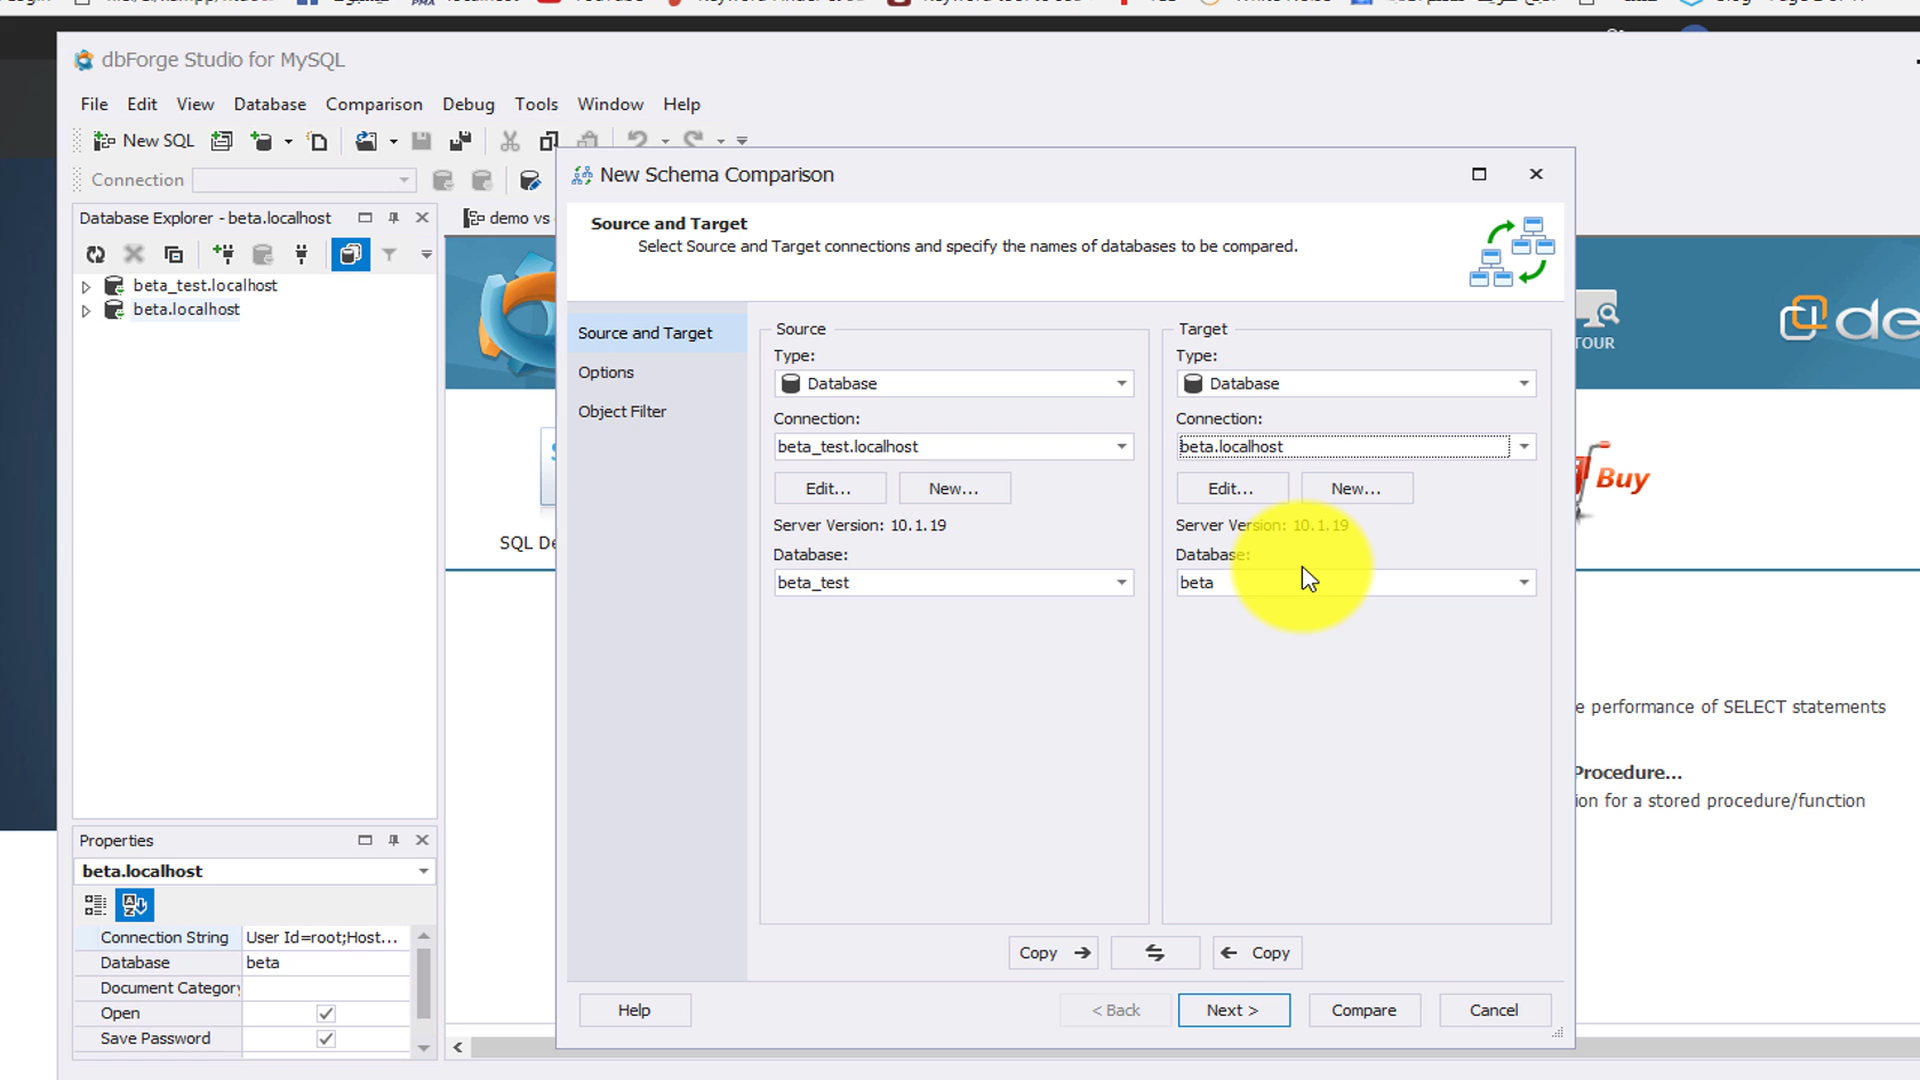 dbForge Studio for MySQL
File Edit View Database Comparison Debug Tools Window Help
New SQL
Connection
Database Explorer - beta.localhost
demo vs
beta_test.localhost
beta.localhost
New Schema Comparison
Source and Target
Select Source and Target connections and specify the names of databases to be compared.
Source and Target
Options
Object Filter
Source
Type:
Database
Connection:
beta_test.localhost
Edit... New...
Server Version: 10.1.19
Database:
beta_test
Target
Type:
Database
Connection:
beta.localhost
Edit... New...
Server Version: 10.1.19
Database:
beta
Copy
Copy
Help
< Back
Next >
Compare
Cancel
TOUR
de
Buy
SQL De
e performance of SELECT statements
Procedure...
ion for a stored procedure/function
Properties
beta.localhost
Connection String User Id=root;Host...
Database beta
Document Category
Open
Save Password